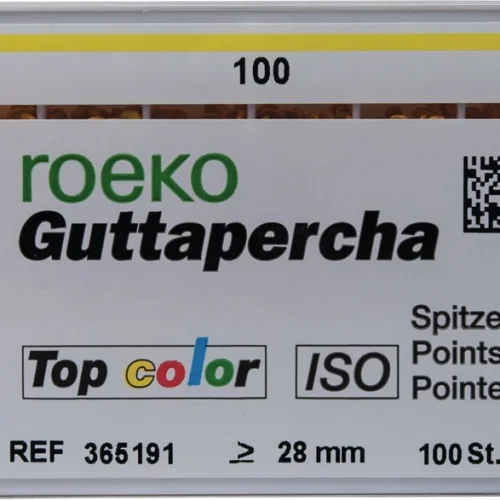 100
roeko
Guttapercha
Top color
ISO
Spitze
Points
Pointe
REF 365191 ≥ 28 mm 100 St.